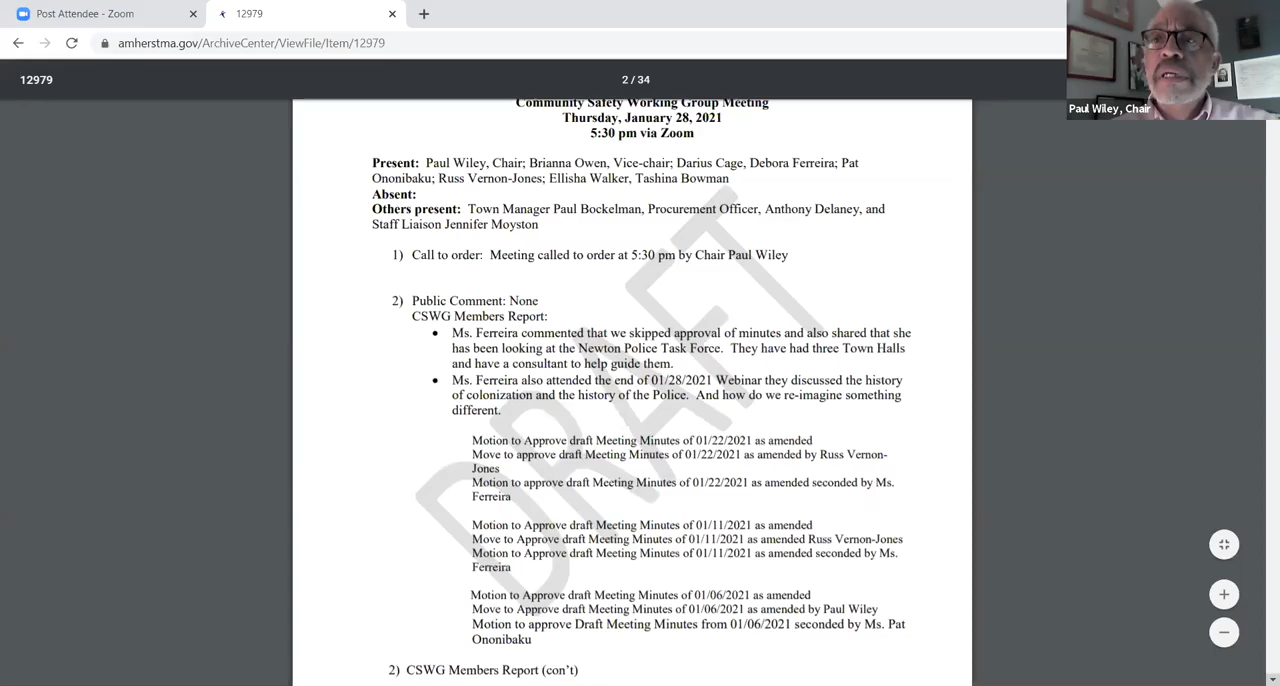 Post Attendee - Zoom
12979
amherstma.gov/ArchiveCenter/ViewFile/Item/12979
12979
2 / 34
Paul Wiley, Chair
Community Safety Working Group Meeting
Thursday, January 28, 2021
5:30 pm via Zoom
Present: Paul Wiley, Chair; Brianna Owen, Vice-chair; Darius Cage, Debora Ferreira; Pat
Ononibaku; Russ Vernon-Jones; Ellisha Walker, Tashina Bowman
Absent:
Others present: Town Manager Paul Bockelman, Procurement Officer, Anthony Delaney, and
Staff Liaison Jennifer Moyston
1) Call to order: Meeting called to order at 5:30 pm by Chair Paul Wiley
2) Public Comment: None
CSWG Members Report:
• Ms. Ferreira commented that we skipped approval of minutes and also shared that she
has been looking at the Newton Police Task Force. They have had three Town Halls
and have a consultant to help guide them.
• Ms. Ferreira also attended the end of 01/28/2021 Webinar they discussed the history
of colonization and the history of the Police. And how do we re-imagine something
different.
Motion to Approve draft Meeting Minutes of 01/22/2021 as amended
Move to approve draft Meeting Minutes of 01/22/2021 as amended by Russ Vernon-
Jones
Motion to approve draft Meeting Minutes of 01/22/2021 as amended seconded by Ms.
Ferreira
Motion to Approve draft Meeting Minutes of 01/11/2021 as amended
Move to Approve draft Meeting Minutes of 01/11/2021 as amended Russ Vernon-Jones
Motion to Approve draft Meeting Minutes of 01/11/2021 as amended seconded by Ms.
Ferreira
Motion to Approve draft Meeting Minutes of 01/06/2021 as amended
Move to Approve draft Meeting Minutes of 01/06/2021 as amended by Paul Wiley
Motion to approve Draft Meeting Minutes from 01/06/2021 seconded by Ms. Pat
Ononibaku
2) CSWG Members Report (con’t)
DRAFT